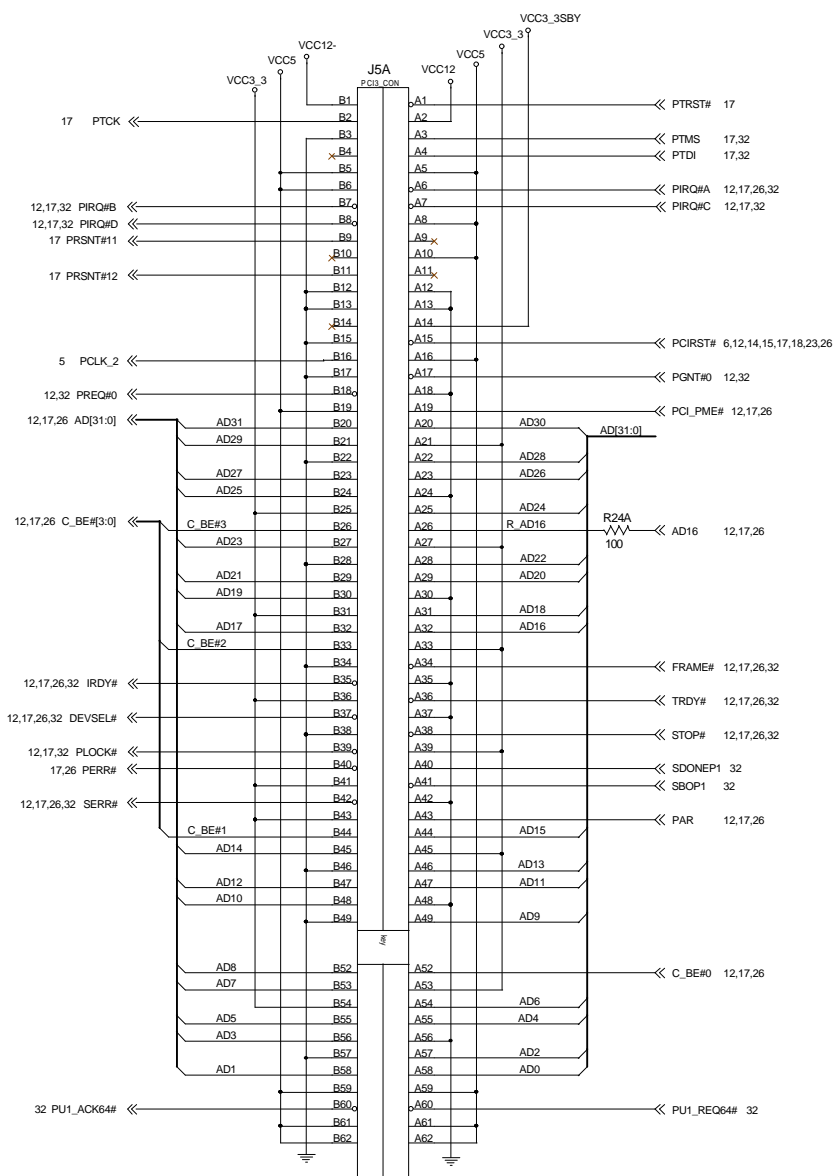 VCC3_3SBY
VCC12-
VCC3_3
VCC5
VCC5
J5A
VCC3_3
VCC12
PCI3_CON
B1 A1 PTRST# 17
17 PTCK B2 A2
B3 A3 PTMS 17,32
B4 A4 PTDI 17,32
B5 A5
B6 A6 PIRQ#A 12,17,26,32
12,17,32 PIRQ#B B7 A7 PIRQ#C 12,17,32
12,17,32 PIRQ#D B8 A8
17 PRSNT#11 B9 A9
B10 A10
17 PRSNT#12 B11 A11
B12 A12
B13 A13
B14 A14
B15 A15 PCIRST# 6,12,14,15,17,18,23,26
5 PCLK_2 B16 A16
B17 A17 PGNT#0 12,32
12,32 PREQ#0 B18 A18
B19 A19 PCI_PME# 12,17,26
12,17,26 AD[31:0] AD31 B20 A20 AD30 AD[31:0]
AD29 B21 A21
B22 A22 AD28
AD27 B23 A23 AD26
AD25 B24 A24
B25 A25 AD24
12,17,26 C_BE#[3:0] C_BE#3 B26 A26 R_AD16 R24A 100 AD16 12,17,26
AD23 B27 A27
B28 A28 AD22
AD21 B29 A29 AD20
AD19 B30 A30
B31 A31 AD18
AD17 B32 A32 AD16
C_BE#2 B33 A33
B34 A34 FRAME# 12,17,26,32
12,17,26,32 IRDY# B35 A35
B36 A36 TRDY# 12,17,26,32
12,17,26,32 DEVSEL# B37 A37
B38 A38 STOP# 12,17,26,32
12,17,32 PLOCK# B39 A39
17,26 PERR# B40 A40 SDONEP1 32
B41 A41 SBOP1 32
12,17,26,32 SERR# B42 A42
B43 A43 PAR 12,17,26
C_BE#1 B44 A44 AD15
AD14 B45 A45
B46 A46 AD13
AD12 B47 A47 AD11
AD10 B48 A48
B49 A49 AD9
key
AD8 B52 A52 C_BE#0 12,17,26
AD7 B53 A53
B54 A54 AD6
AD5 B55 A55 AD4
AD3 B56 A56
B57 A57 AD2
AD1 B58 A58 AD0
B59 A59
32 PU1_ACK64# B60 A60 PU1_REQ64# 32
B61 A61
B62 A62